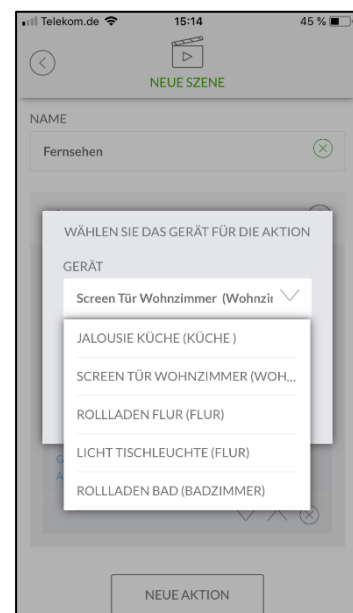 Telekom.de 15:14 45 %
NEUE SZENE
NAME
Fernsehen
WÄHLEN SIE DAS GERÄT FÜR DIE AKTION
GERÄT
Screen Tür Wohnzimmer (Wohnzir
JALOUSIE KÜCHE (KÜCHE )
SCREEN TÜR WOHNZIMMER (WOH...
ROLLLADEN FLUR (FLUR)
LICHT TISCHLEUCHTE (FLUR)
ROLLLADEN BAD (BADZIMMER)
NEUE AKTION